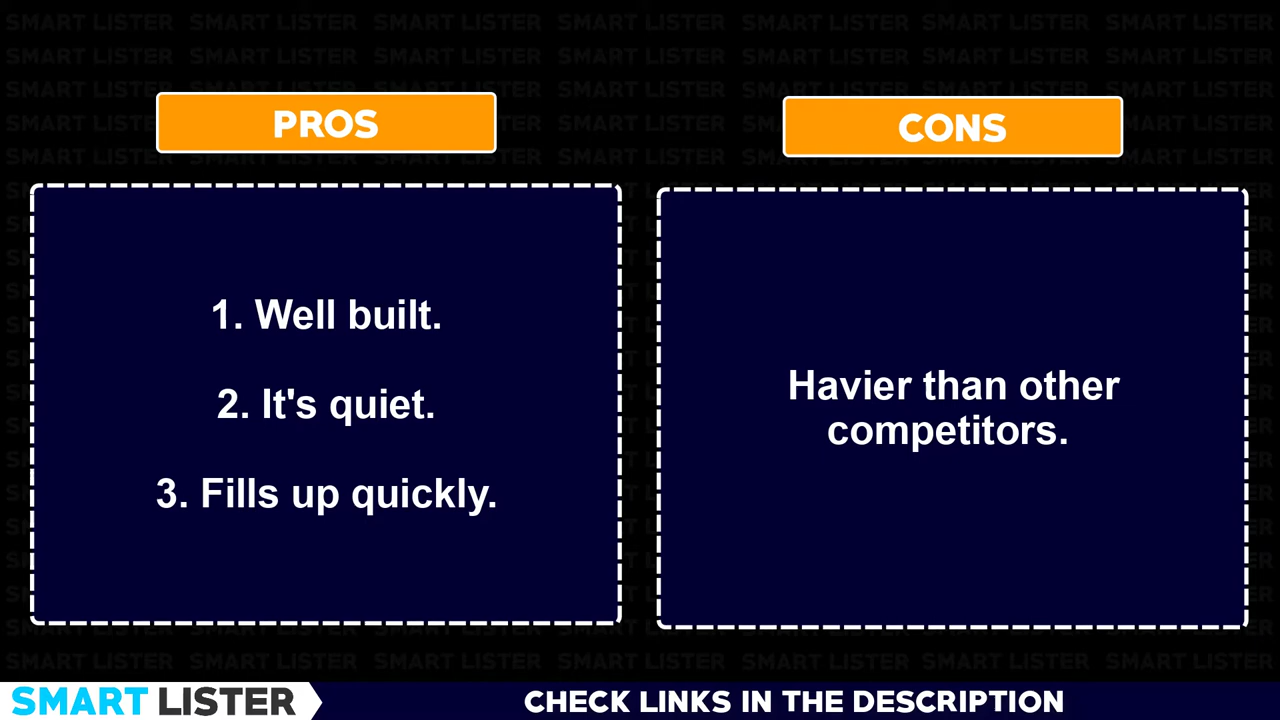 PROS
1. Well built.
2. It's quiet.
3. Fills up quickly.
CONS
Havier than other
competitors.
SMART LISTER
CHECK LINKS IN THE DESCRIPTION